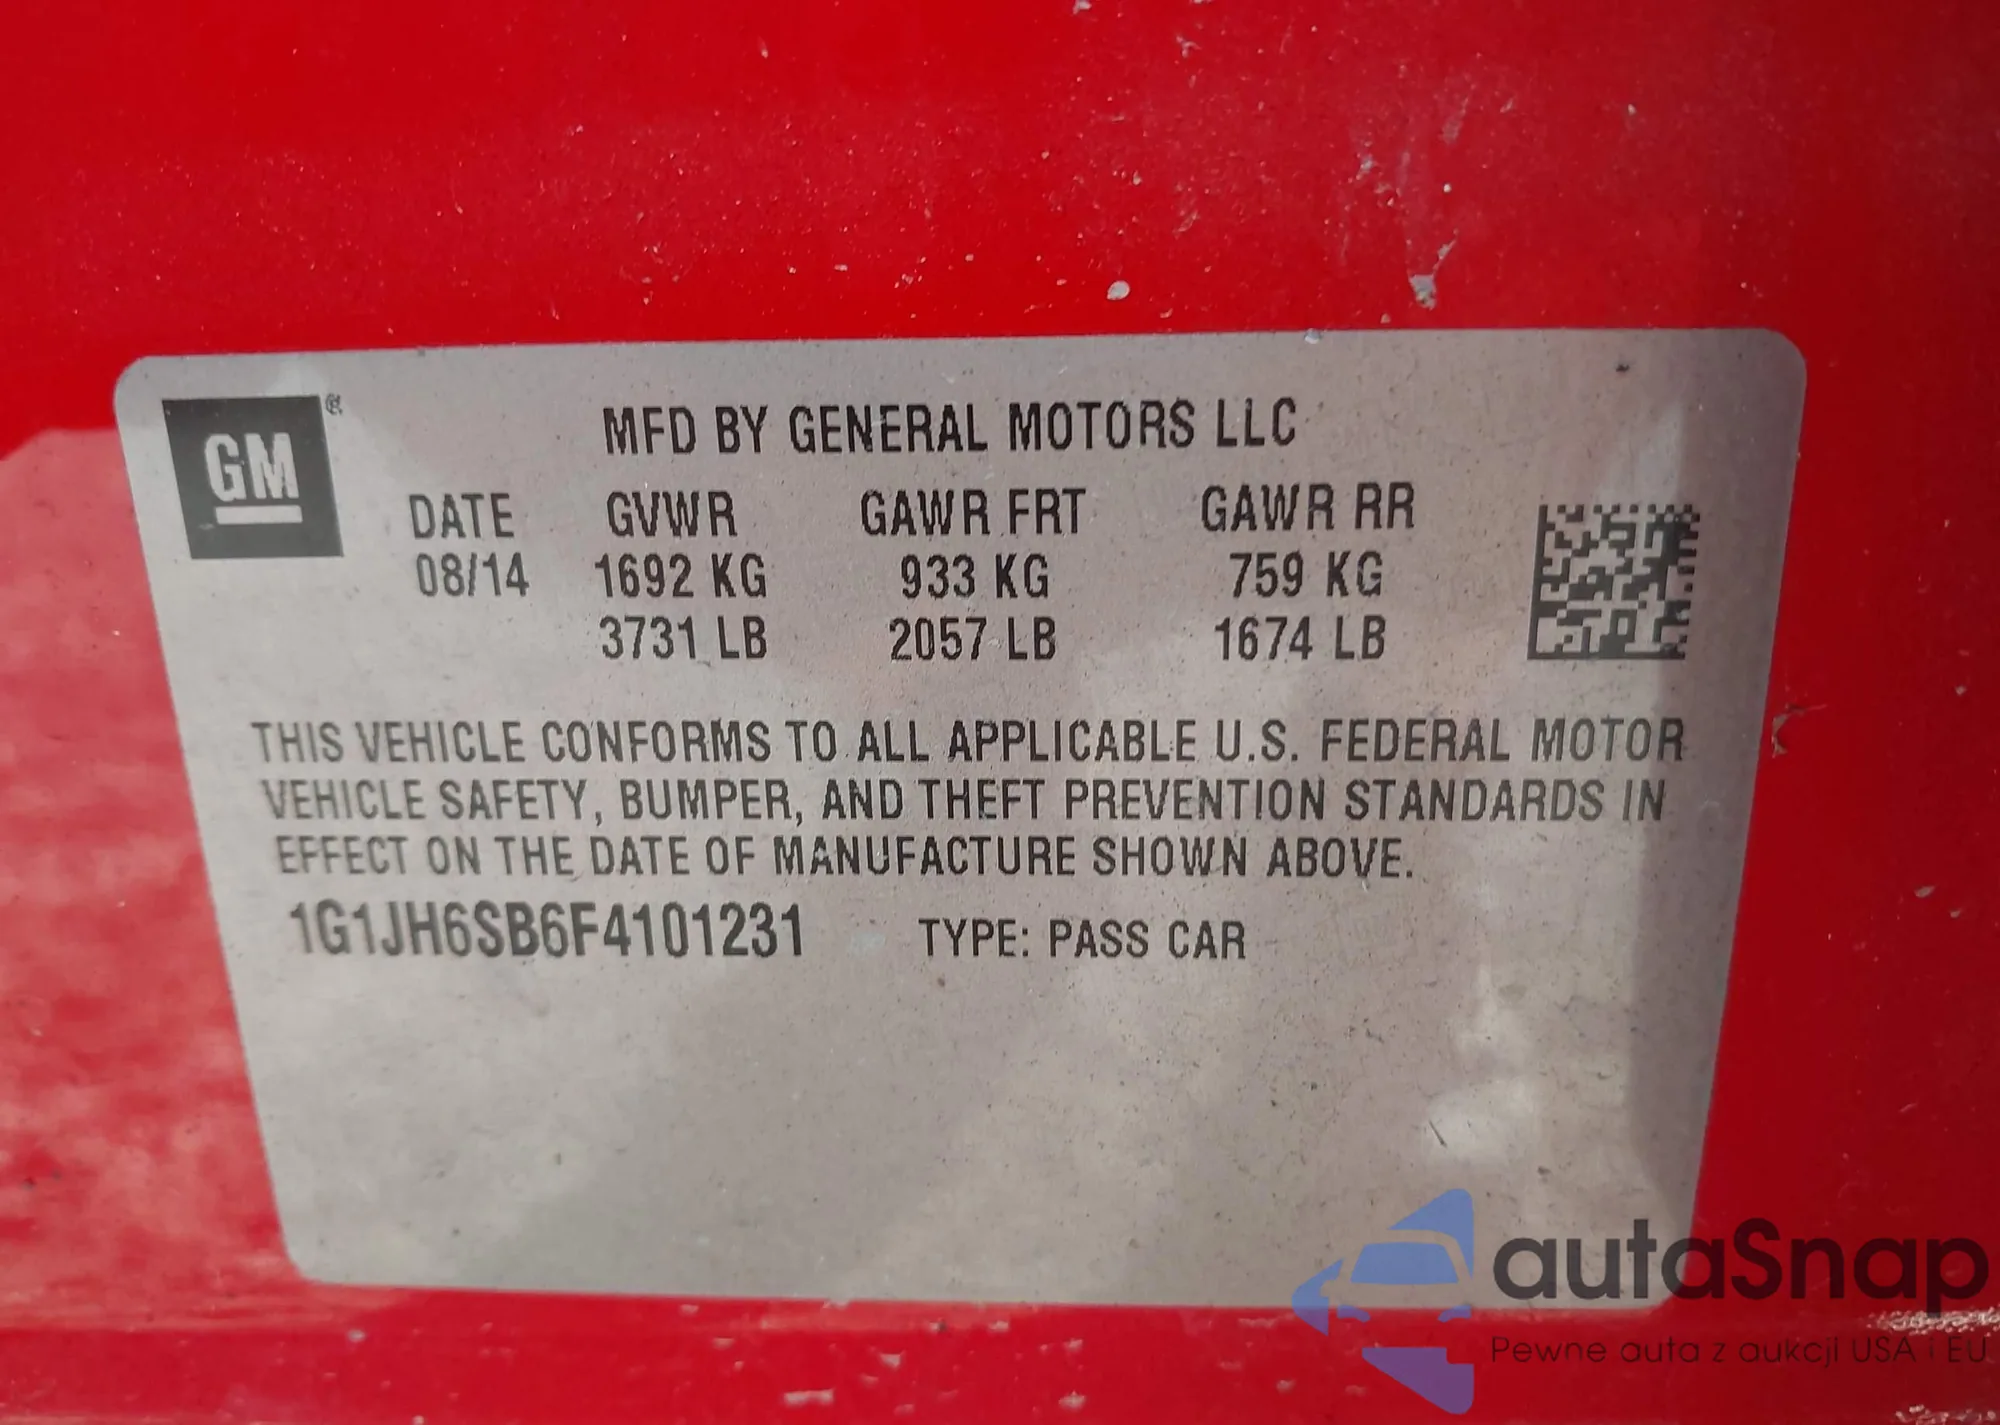 GM
MFD BY GENERAL MOTORS LLC
DATE GVWR GAWR FRT GAWR RR
08/14 1692 KG 933 KG 759 KG
3731 LB 2057 LB 1674 LB
THIS VEHICLE CONFORMS TO ALL APPLICABLE U.S. FEDERAL MOTOR
VEHICLE SAFETY, BUMPER, AND THEFT PREVENTION STANDARDS IN
EFFECT ON THE DATE OF MANUFACTURE SHOWN ABOVE.
1G1JH6SB6F4101231 TYPE: PASS CAR
autaSnap
Pewne auta z aukcji USA i EU